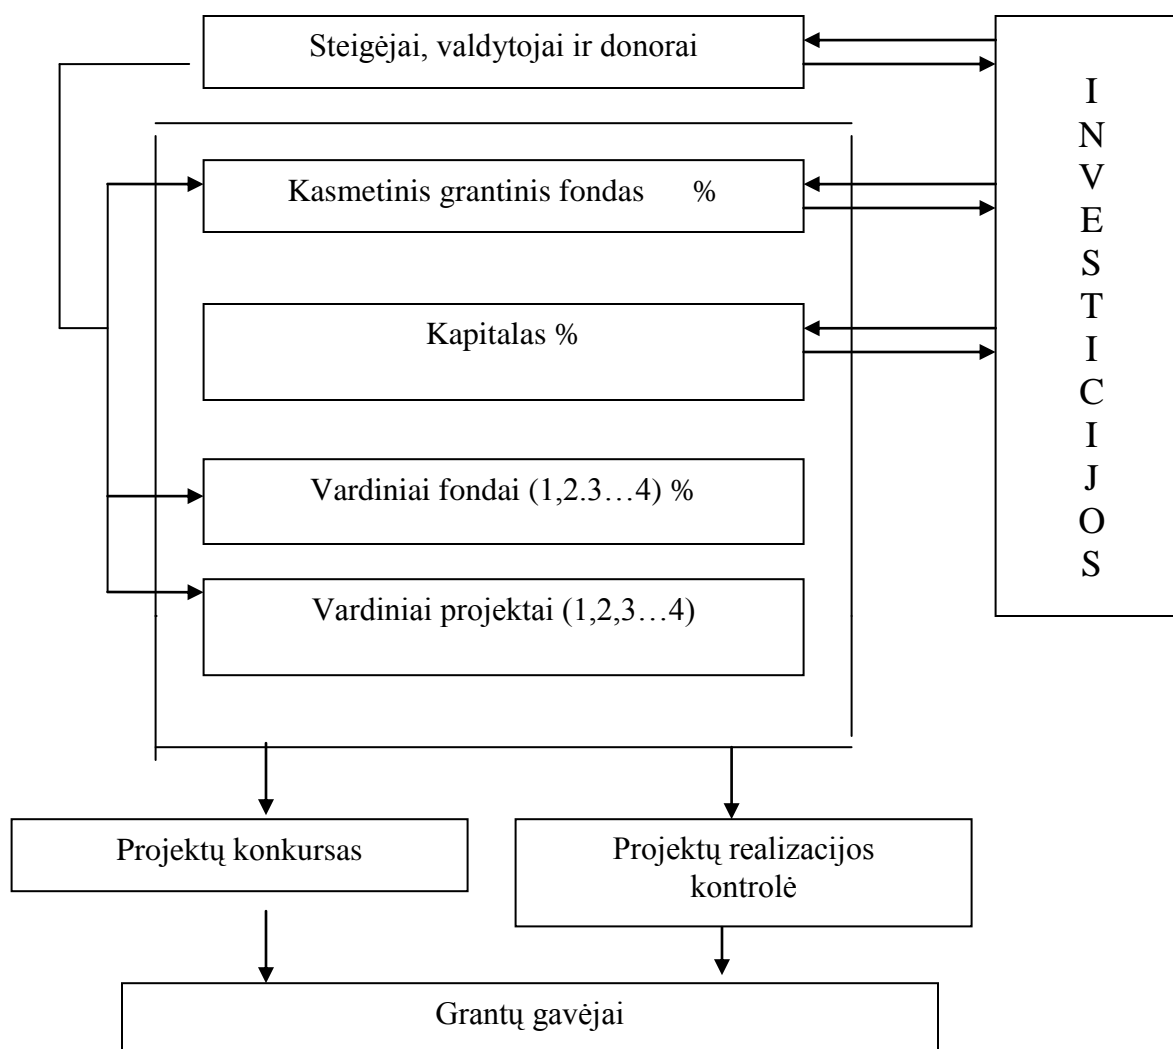 Steigėjai, valdytojai ir donorai
Kasmetinis grantinis fondas %
Kapitalas %
Vardiniai fondai (1,2.3…4) %
Vardiniai projektai (1,2,3…4)
I
N
V
E
S
T
I
C
I
J
O
S
Projektų konkursas
Projektų realizacijos
kontrolė
Grantų gavėjai